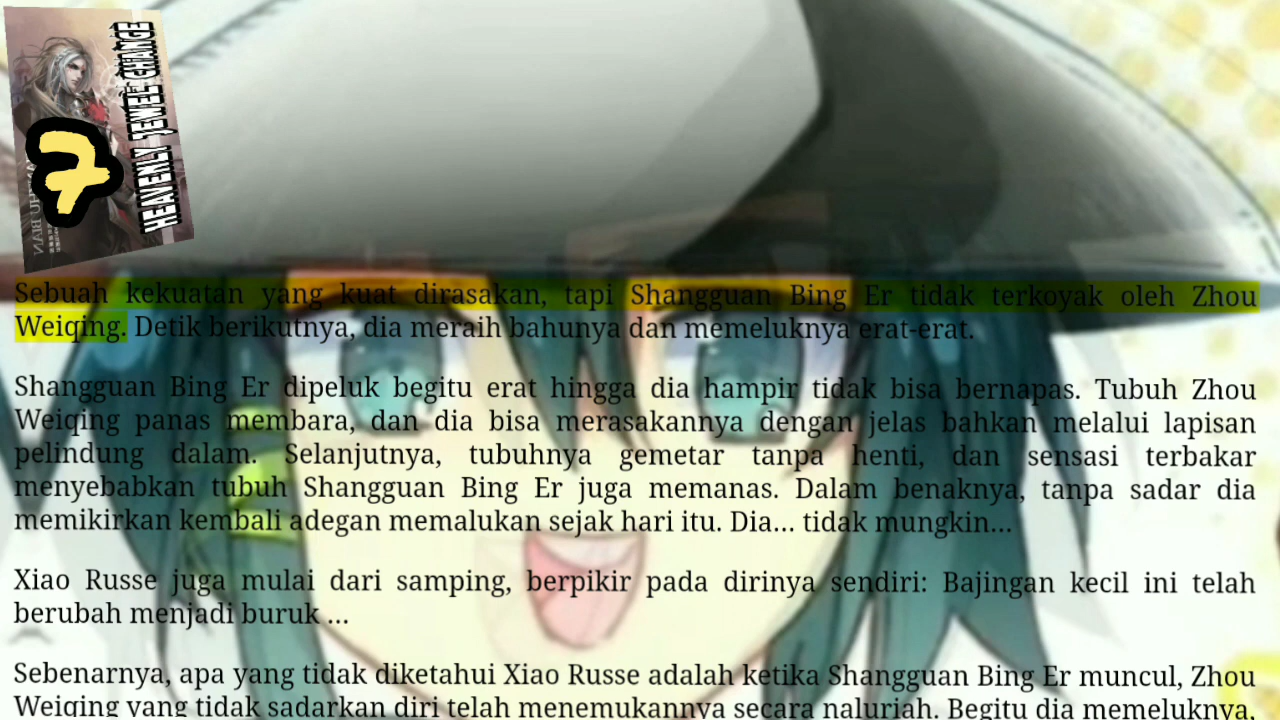 HEAVENLY JEWEL CHANGE
7
Sebuah kekuatan yang kuat dirasakan, tapi Shangguan Bing Er tidak terkoyak oleh Zhou
Weiqing. Detik berikutnya, dia meraih bahunya dan memeluknya erat-erat.
Shangguan Bing Er dipeluk begitu erat hingga dia hampir tidak bisa bernapas. Tubuh Zhou
Weiqing panas membara, dan dia bisa merasakannya dengan jelas bahkan melalui lapisan
pelindung dalam. Selanjutnya, tubuhnya gemetar tanpa henti, dan sensasi terbakar
menyebabkan tubuh Shangguan Bing Er juga memanas. Dalam benaknya, tanpa sadar dia
memikirkan kembali adegan memalukan sejak hari itu. Dia... tidak mungkin...
Xiao Russe juga mulai dari samping, berpikir pada dirinya sendiri: Bajingan kecil ini telah
berubah menjadi buruk ...
Sebenarnya, apa yang tidak diketahui Xiao Russe adalah ketika Shangguan Bing Er muncul, Zhou
Weiqing yang tidak sadarkan diri telah menemukannya secara naluriah. Begitu dia memeluknya,